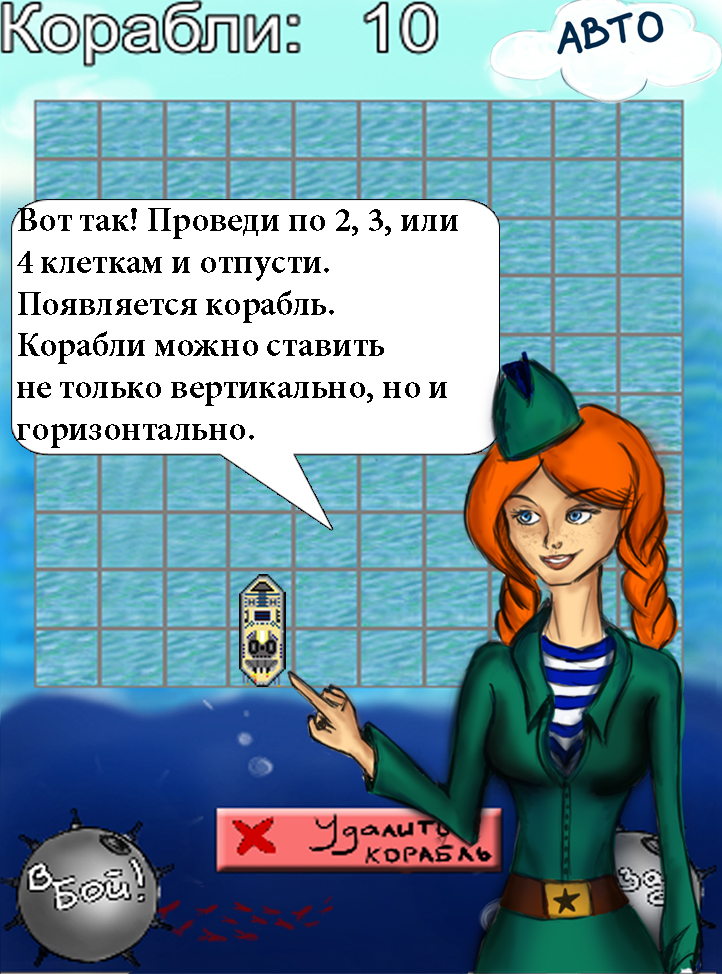 Корабли: 10
АВТО
Вот так! Проведи по 2, 3, или
4 клеткам и отпусти.
Появляется корабль.
Корабли можно ставить
не только вертикально, но и
горизонтально.
Удалить
КОРАБЛЬ
В
БОЙ!